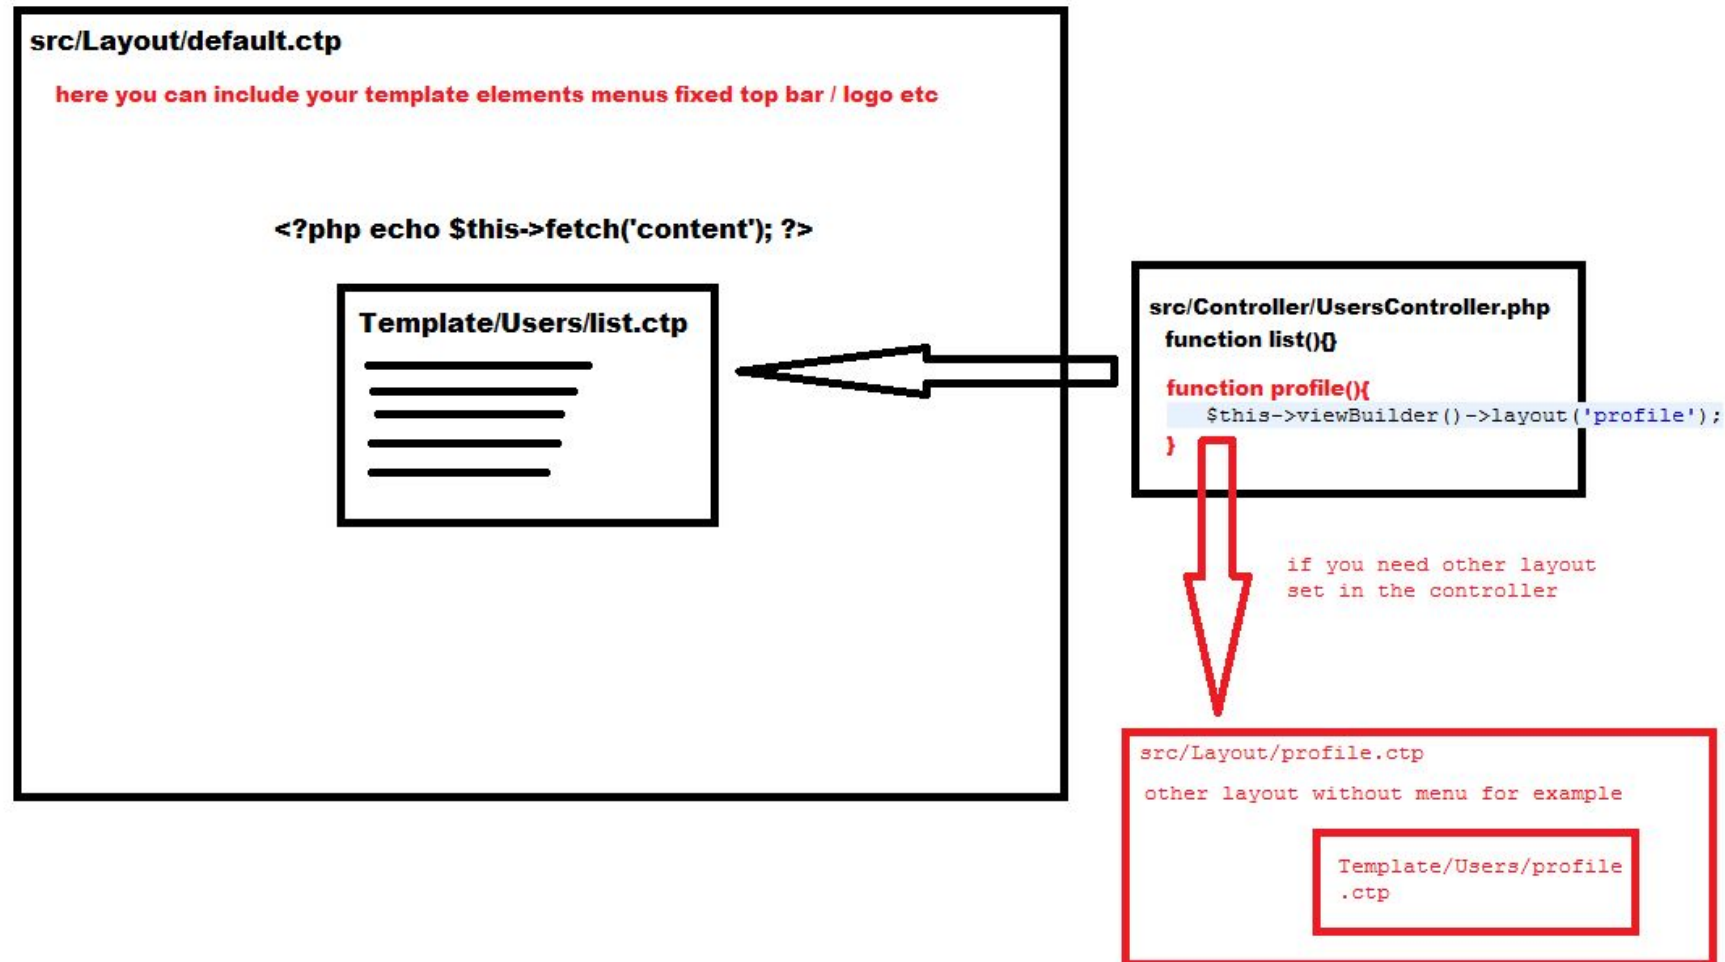 src/Layout/default.ctp
here you can include your template elements menus fixed top bar / logo etc
<?php echo $this->fetch('content'); ?>
Template/Users/list.ctp
src/Controller/UsersController.php
function list(){}
function profile(){
$this->viewBuilder()->layout('profile');
}
if you need other layout
set in the controller
src/Layout/profile.ctp
other layout without menu for example
Template/Users/profile
.ctp